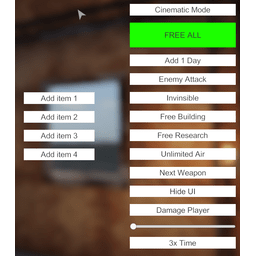 Cinematic Mode
FREE ALL
Add 1 Day
Enemy Attack
Invinsible
Free Building
Free Research
Unlimited Air
Next Weapon
Hide UI
Damage Player
3x Time
Add item 1
Add item 2
Add item 3
Add item 4